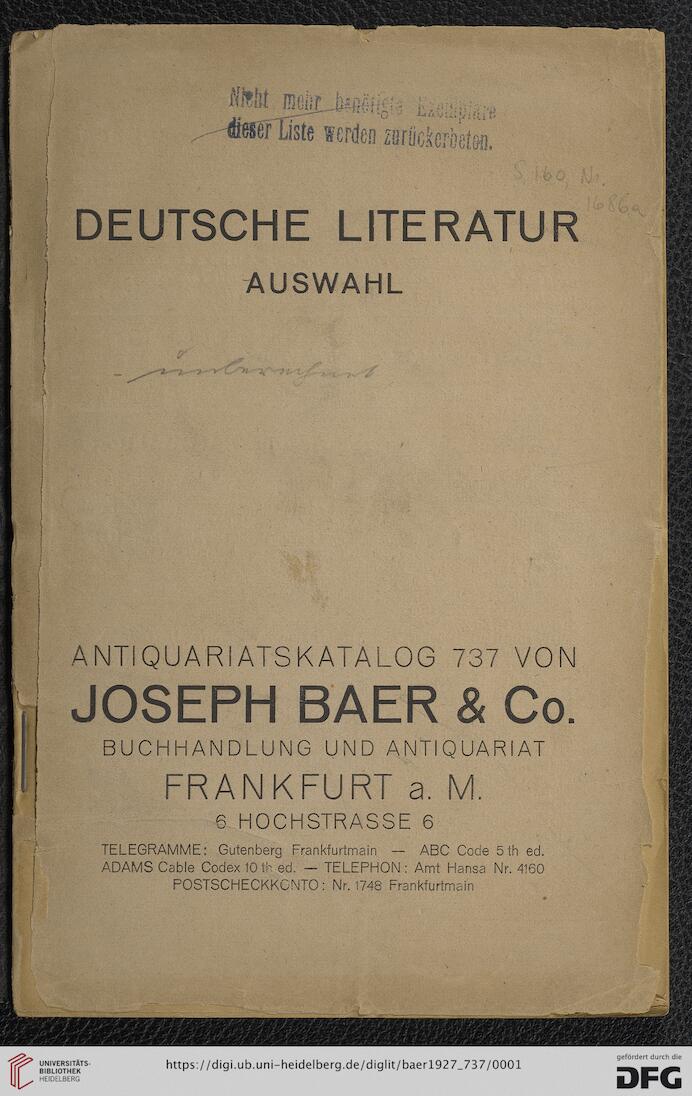 Nicht mehr benötigte Exemplare
dieser Liste werden zurückerbeten.
S, 160, Nr.
1686a
DEUTSCHE LITERATUR
AUSWAHL
ANTIQUARIATSKATALOG 737 VON
JOSEPH BAER & Co.
BUCHHANDLUNG UND ANTIQUARIAT
FRANKFURT a. M.
6 HOCHSTRASSE 6
TELEGRAMME: Gutenberg Frankfurtmain — ABC Code 5 th ed.
ADAMS Cable Codex 10 th ed. — TELEPHON: Amt Hansa Nr. 4160
POSTSCHECKKONTO: Nr. 1748 Frankfurtmain
UNIVERSITÄTS-
BIBLIOTHEK
HEIDELBERG
https://digi.ub.uni-heidelberg.de/diglit/baer1927_737/0001
gefördert durch die
DFG